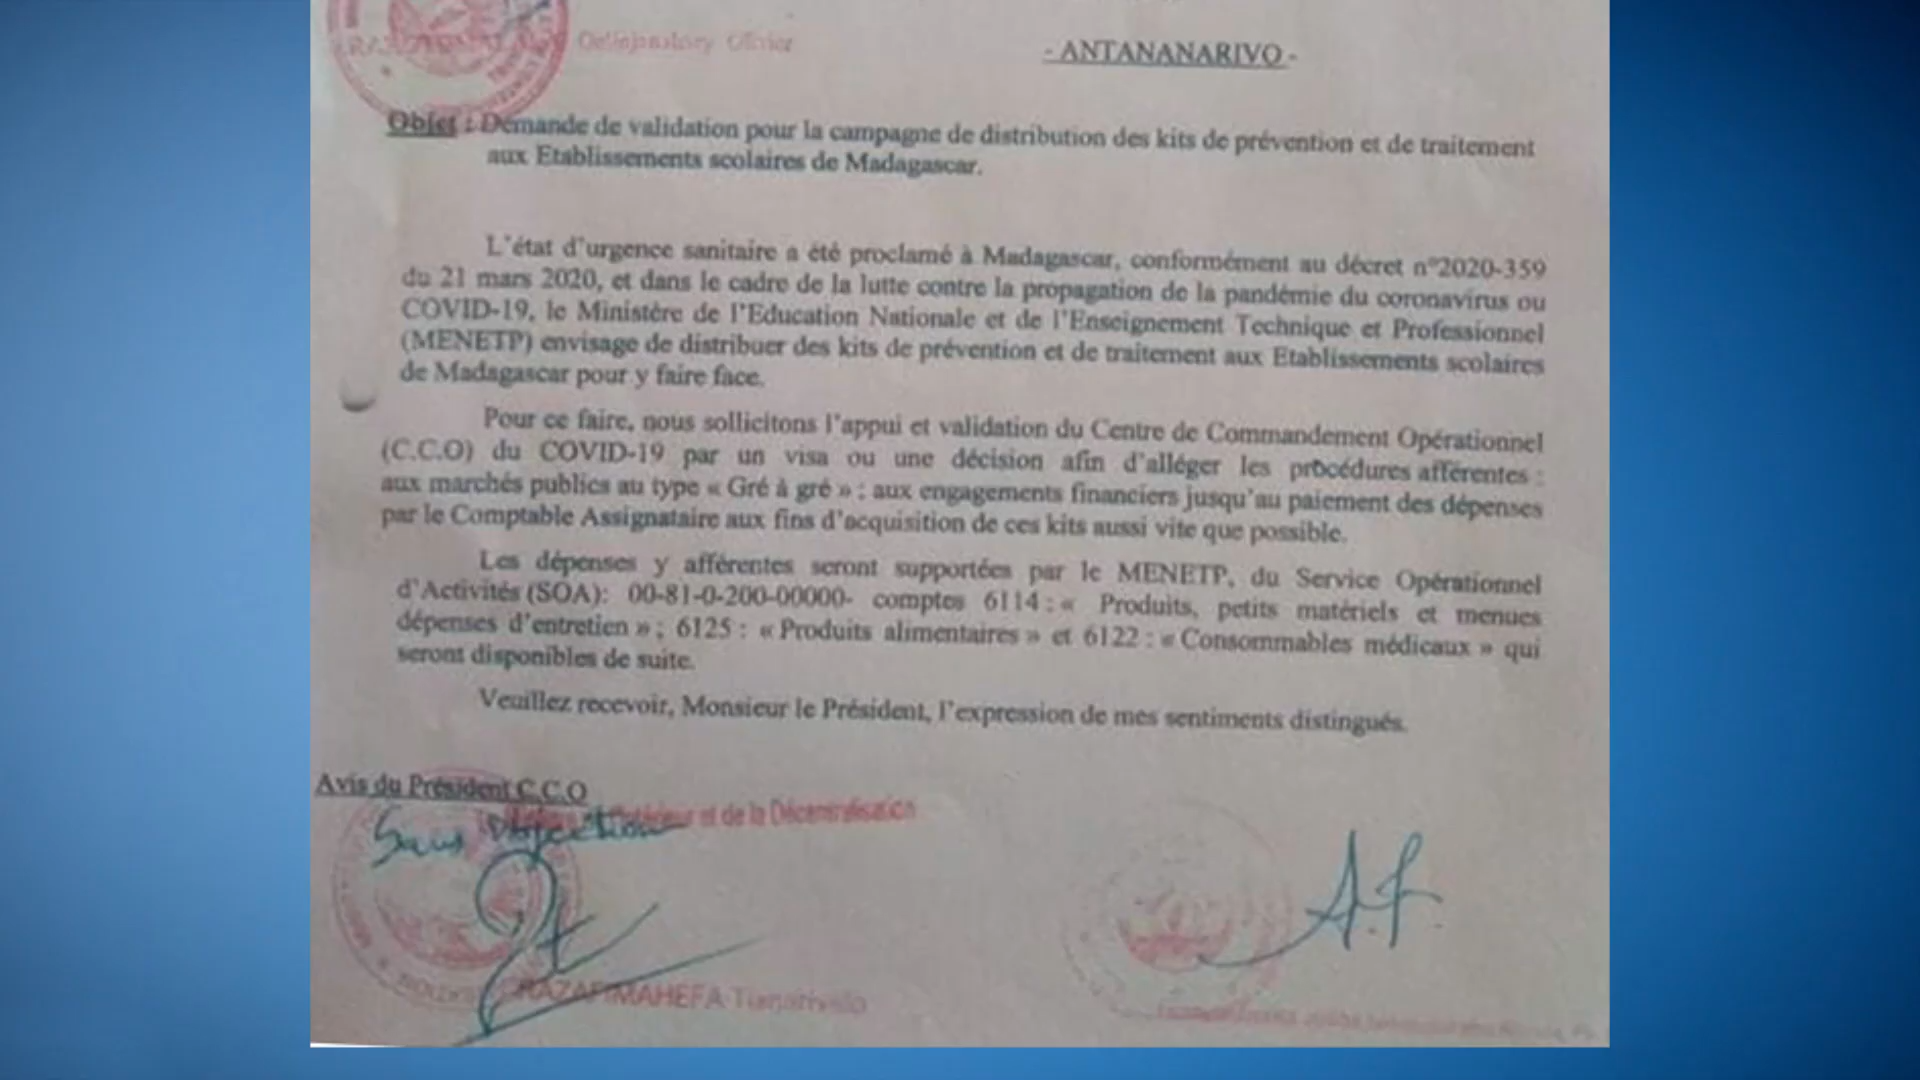 - ANTANANARIVO -
Objet : Demande de validation pour la campagne de distribution des kits de prévention et de traitement
aux Etablissements scolaires de Madagascar.
L'état d'urgence sanitaire a été proclamé à Madagascar, conformément au décret n°2020-359
du 21 mars 2020, et dans le cadre de la lutte contre la propagation de la pandémie du coronavirus ou
COVID-19, le Ministère de l'Education Nationale et de l'Enseignement Technique et Professionnel
(MENETP) envisage de distribuer des kits de prévention et de traitement aux Etablissements scolaires
de Madagascar pour y faire face.
Pour ce faire, nous sollicitons l'appui et validation du Centre de Commandement Opérationnel
(C.C.O) du COVID-19 par un visa ou une décision afin d'alléger les procédures afférentes :
aux marchés publics au type « Gré à gré » ; aux engagements financiers jusqu'au paiement des dépenses
par le Comptable Assignataire aux fins d'acquisition de ces kits aussi vite que possible.
Les dépenses y afférentes seront supportées par le MENETP, du Service Opérationnel
d'Activités (SOA): 00-81-0-200-00000- comptes 6114 : « Produits, petits matériels et menues
dépenses d'entretien » ; 6125 : « Produits alimentaires » et 6122 : « Consommables médicaux » qui
seront disponibles de suite.
Veuillez recevoir, Monsieur le Président, l'expression de mes sentiments distingués.
Avis du Président C.C.O
et de la Décentralisation
Sans objection
RAZAFIMAHEFA Tianarivelo